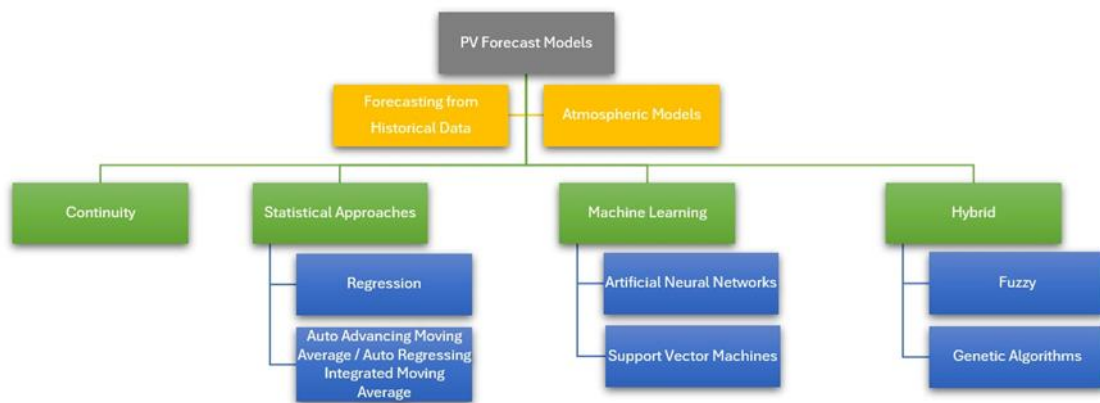 PV Forecast Models
Forecasting from
Historical Data
Atmospheric Models
Continuity
Statistical Approaches
Machine Learning
Hybrid
Regression
Artificial Neural Networks
Fuzzy
Auto Advancing Moving
Average / Auto Regressing
Integrated Moving
Average
Support Vector Machines
Genetic Algorithms